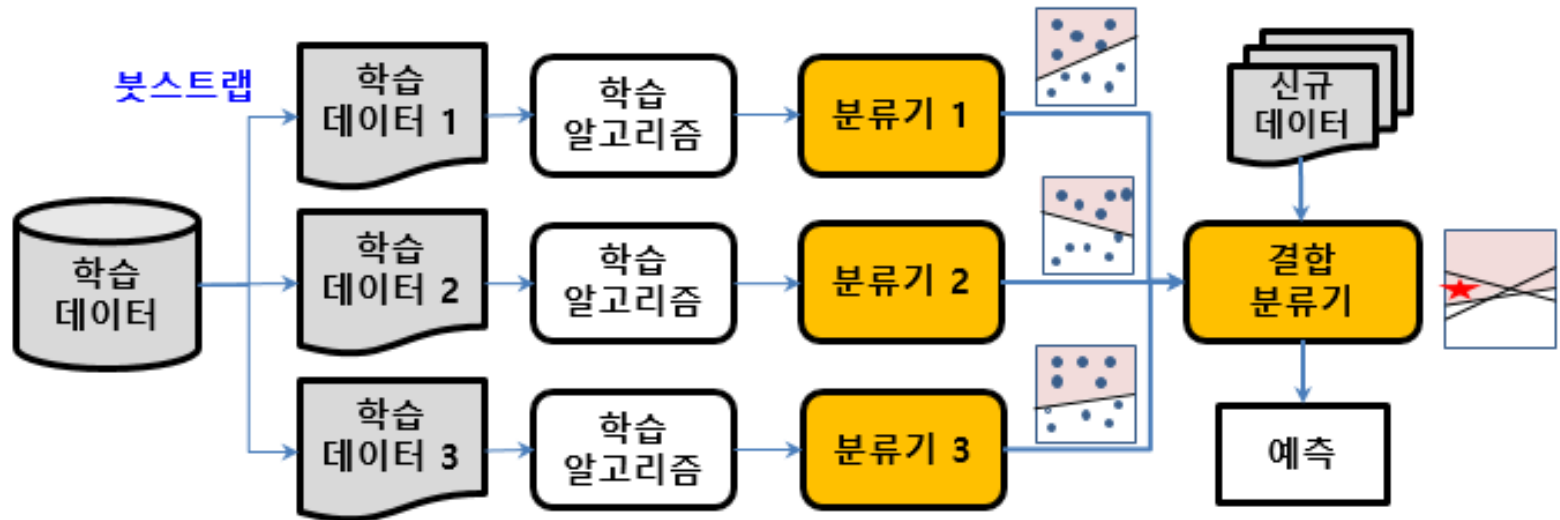 붓스트랩
학습
데이터
학습
데이터 1
학습
알고리즘
분류기 1
학습
데이터 2
학습
알고리즘
분류기 2
학습
데이터 3
학습
알고리즘
분류기 3
신규
데이터
결합
분류기
예측